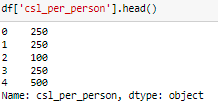 df['csl_per_person'].head()
0    250
1    250
2    100
3    250
4    500
Name: csl_per_person, dtype: object